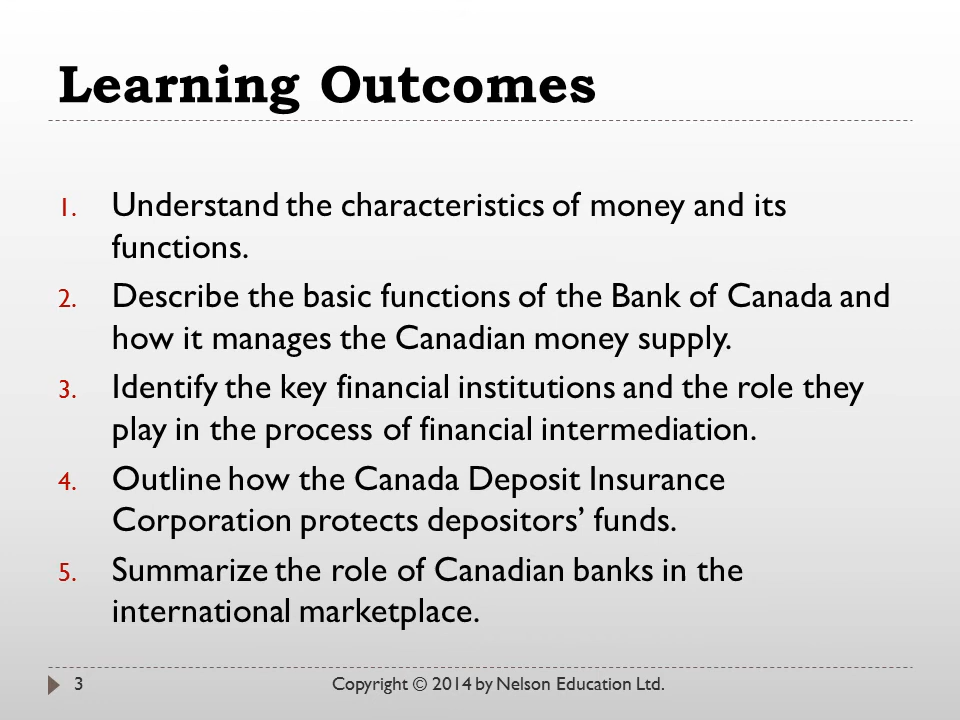 Learning Outcomes
1. Understand the characteristics of money and its
functions.
2. Describe the basic functions of the Bank of Canada and
how it manages the Canadian money supply.
3. Identify the key financial institutions and the role they
play in the process of financial intermediation.
4. Outline how the Canada Deposit Insurance
Corporation protects depositors’ funds.
5. Summarize the role of Canadian banks in the
international marketplace.
3 Copyright © 2014 by Nelson Education Ltd.